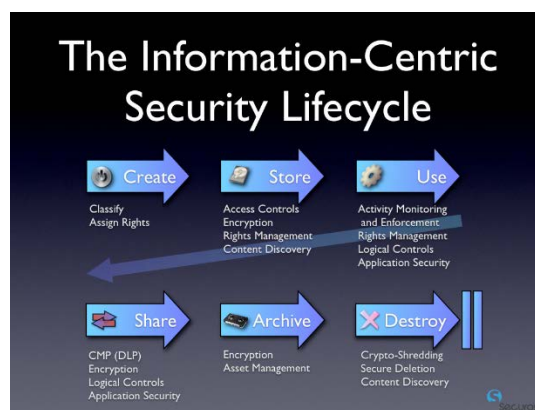 The Information-Centric
Security Lifecycle
Create
Classify
Assign Rights
Store
Access Controls
Encryption
Rights Management
Content Discovery
Use
Activity Monitoring
and Enforcement
Rights Management
Logical Controls
Application Security
Share
CMP (DLP)
Encryption
Logical Controls
Application Security
Archive
Encryption
Asset Management
Destroy
Crypto-Shredding
Secure Deletion
Content Discovery